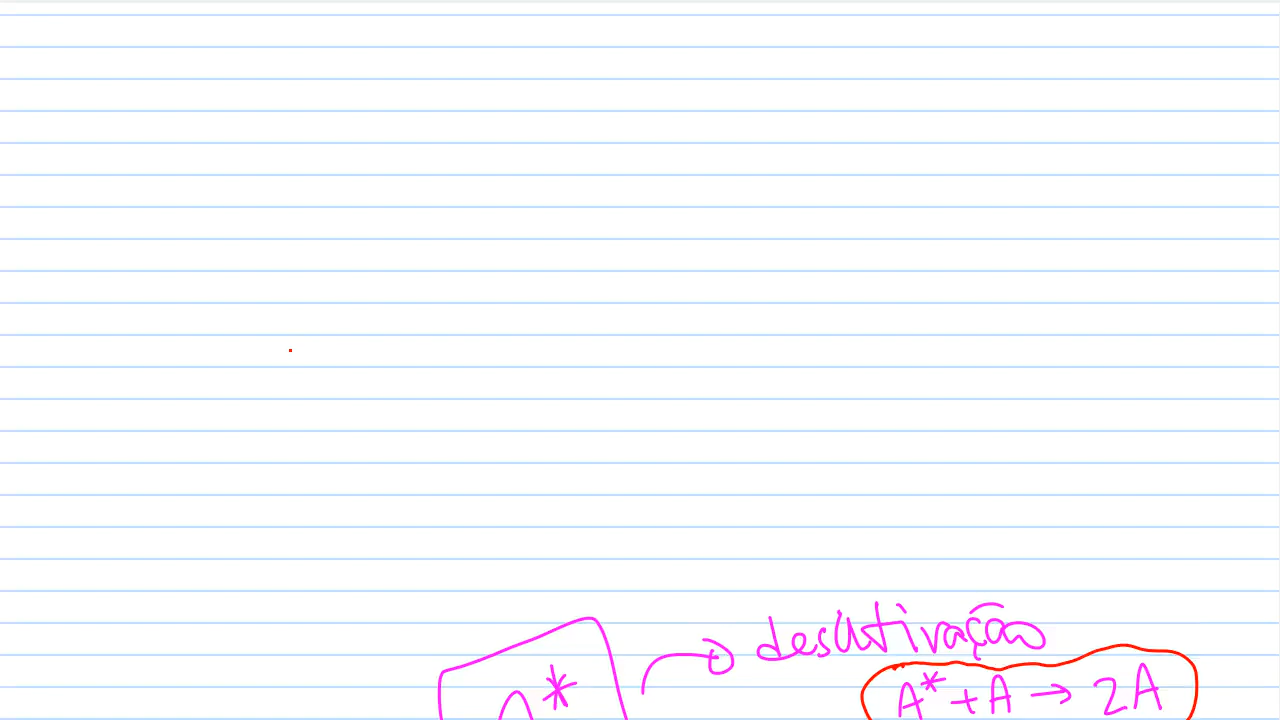 desativação
A* + A → 2A